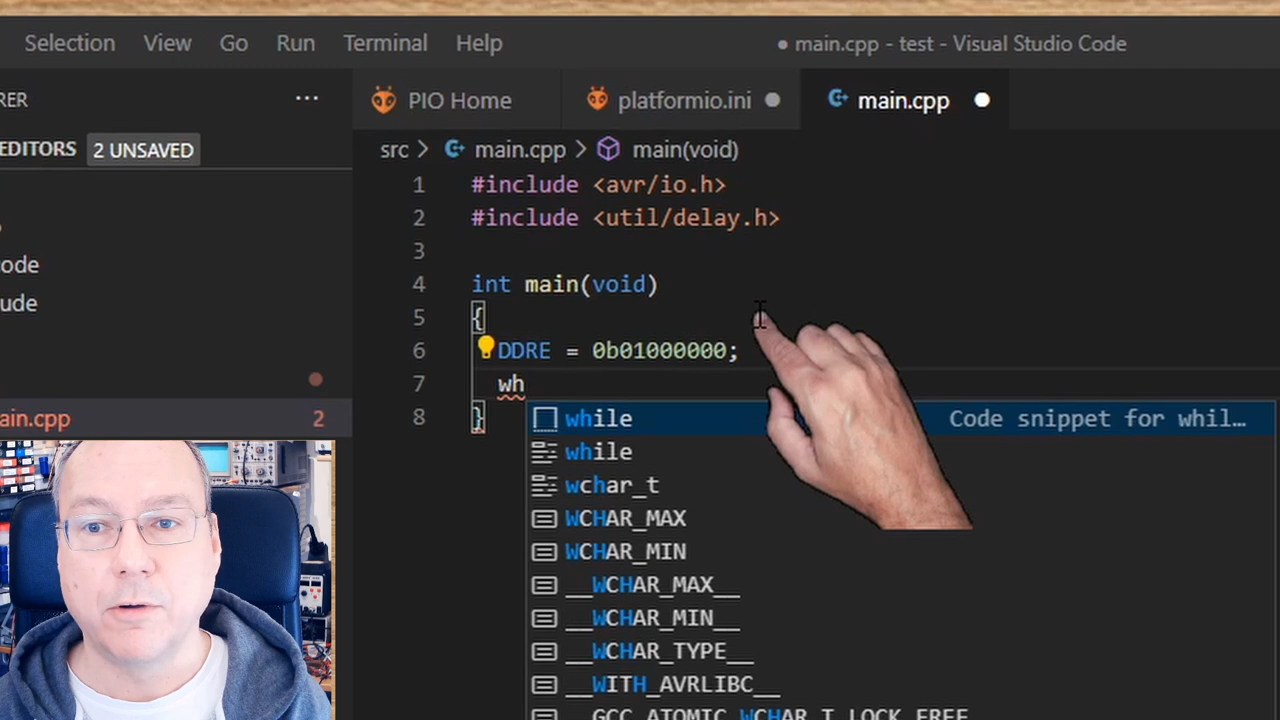 Selection View Go Run Terminal Help ● main.cpp - test - Visual Studio Code
RER ... PIO Home platformio.ini main.cpp
EDITORS 2 UNSAVED
src > main.cpp > main(void)
1 #include <avr/io.h>
2 #include <util/delay.h>
ode
3
ude
4 int main(void)
5 {
6 DDRE = 0b01000000;
7 wh
ain.cpp 2
8 }
while Code snippet for whil…
while
wchar_t
WCHAR_MAX
WCHAR_MIN
__WCHAR_MAX__
__WCHAR_MIN__
__WCHAR_TYPE__
__WITH_AVRLIBC__
GCC_ATOMIC_WCHAR_T_LOCK_FREE